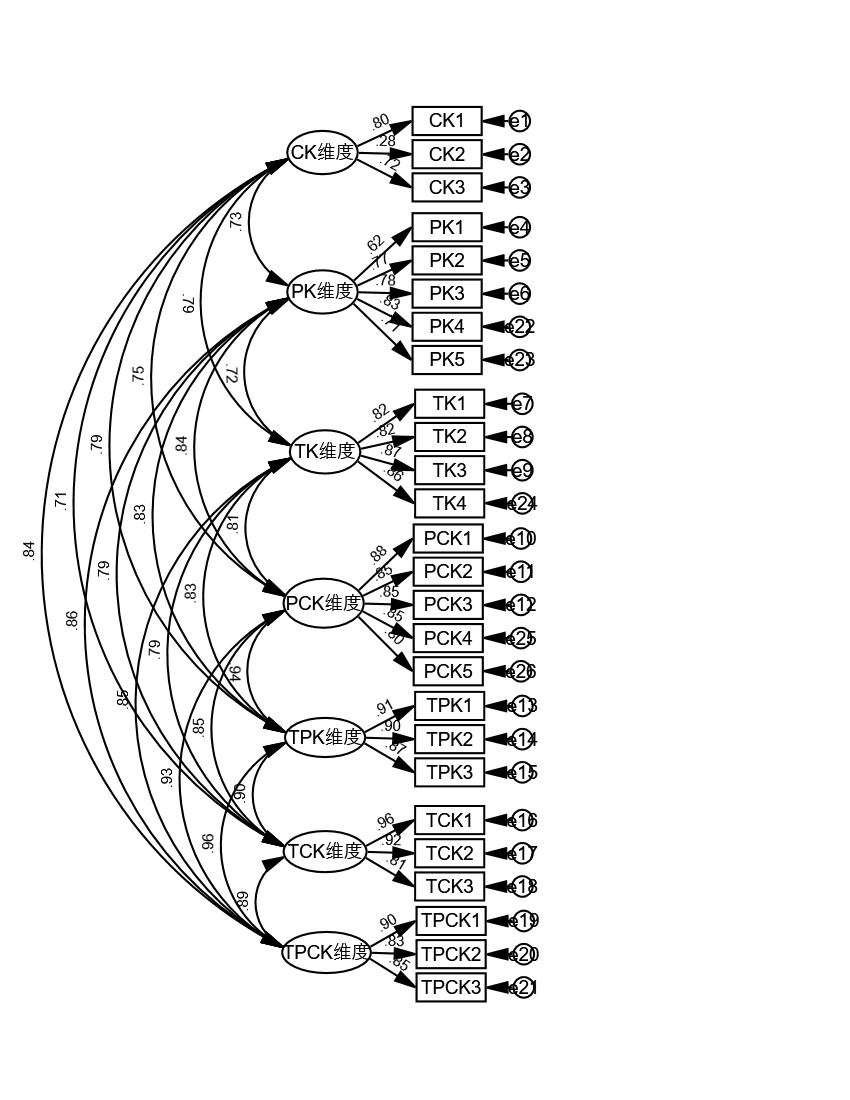 .80
CK1
e1
CK维度
.28
CK2
e2
.72
CK3
e3
.73
.62
PK1
e4
.77
PK2
e5
PK维度
.78
PK3
e6
.79
.83
PK4
e22
PK5
e23
.75
.72
.82
TK1
e7
.82
TK2
e8
TK维度
.87
TK3
e9
.86
TK4
e24
.79
.84
.71
.83
.81
.88
PCK1
e10
PCK2
e11
.84
.79
.83
PCK维度
.85
PCK3
e12
.85
PCK4
e25
.80
PCK5
e26
.86
.79
.94
.85
.91
TPK1
e13
TPK维度
.90
TPK2
e14
.87
TPK3
e15
.85
.93
.90
.96
TCK1
e16
TCK维度
.92
TCK2
e17
.81
TCK3
e18
.96
.89
.90
TPCK1
e19
TPCK维度
.83
TPCK2
e20
.85
TPCK3
e21